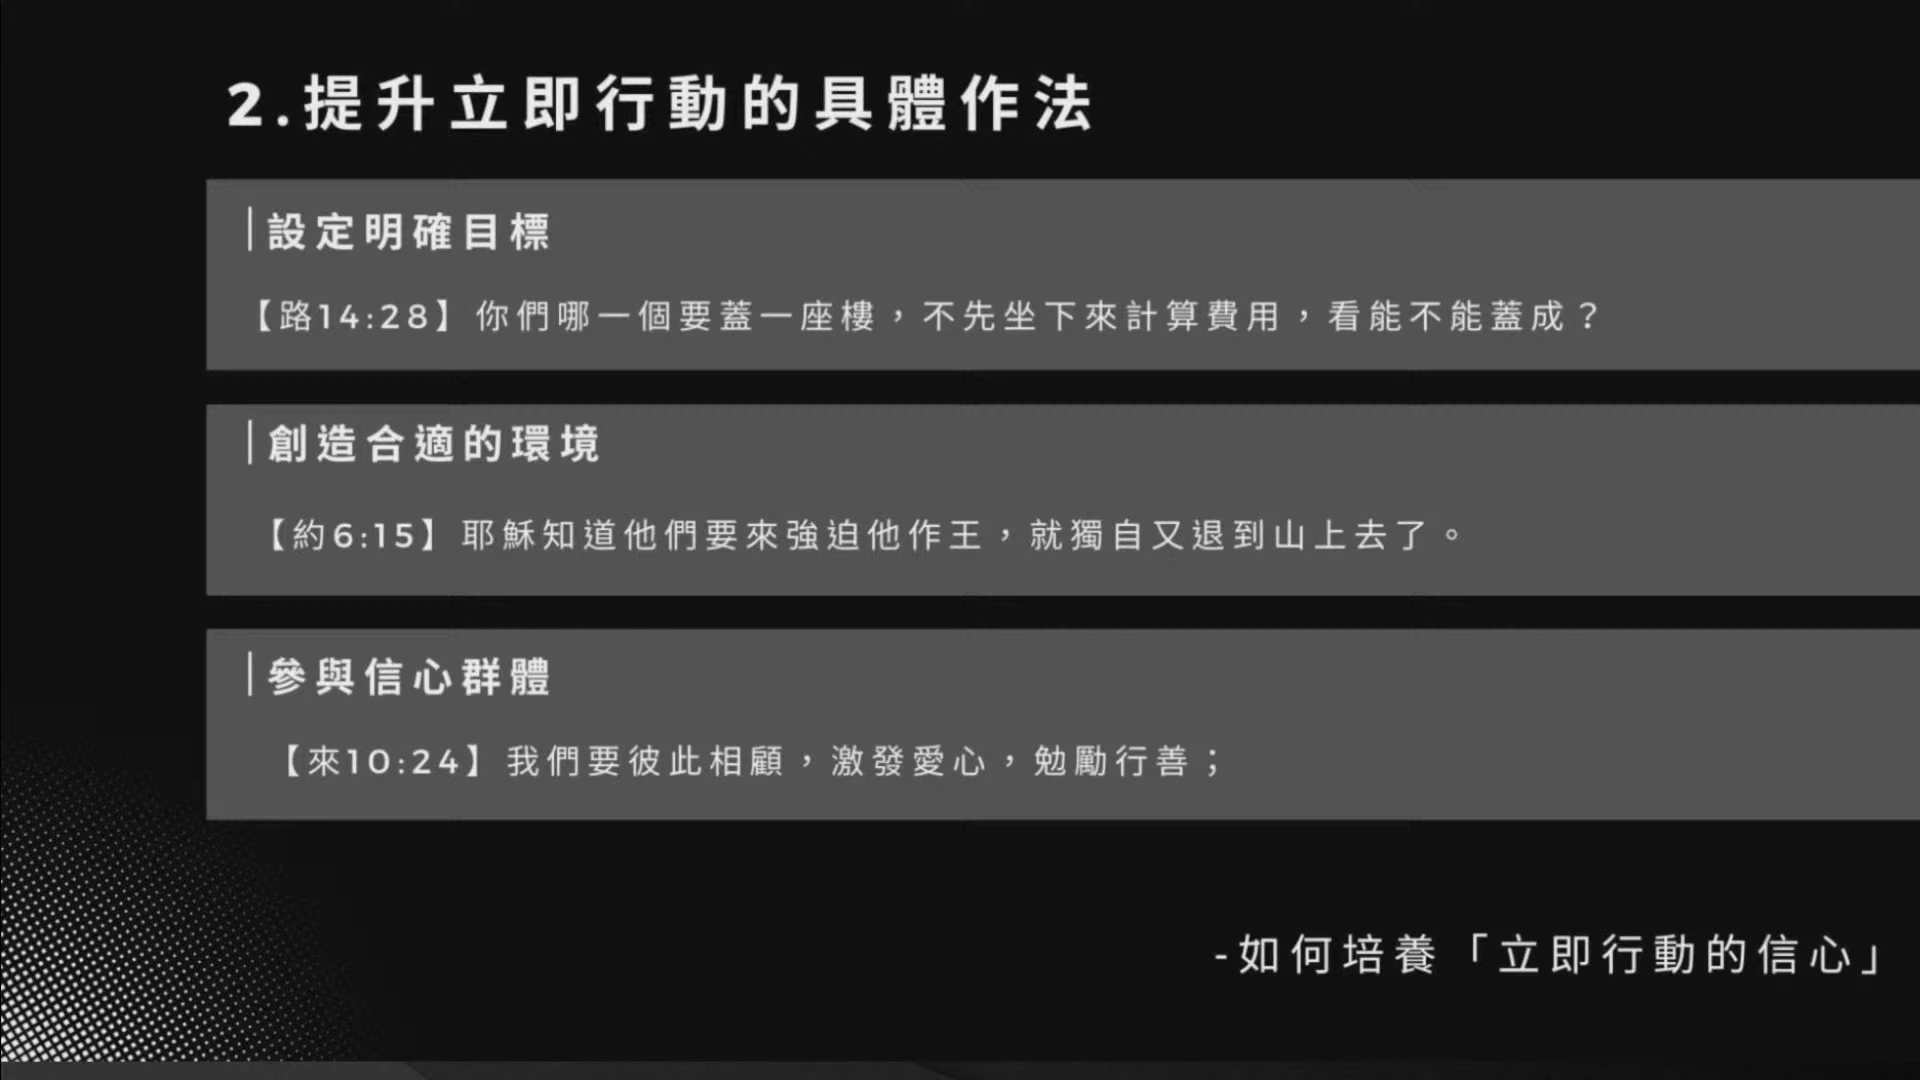 2.提升立即行動的具體作法
設定明確目標
【路14:28】你們哪一個要蓋一座樓，不先坐下來計算費用，看能不能蓋成？
創造合適的環境
【約6:15】耶穌知道他們要來強迫他作王，就獨自又退到山上去了。
參與信心群體
【來10:24】我們要彼此相顧，激發愛心，勉勵行善；
-如何培養「立即行動的信心」